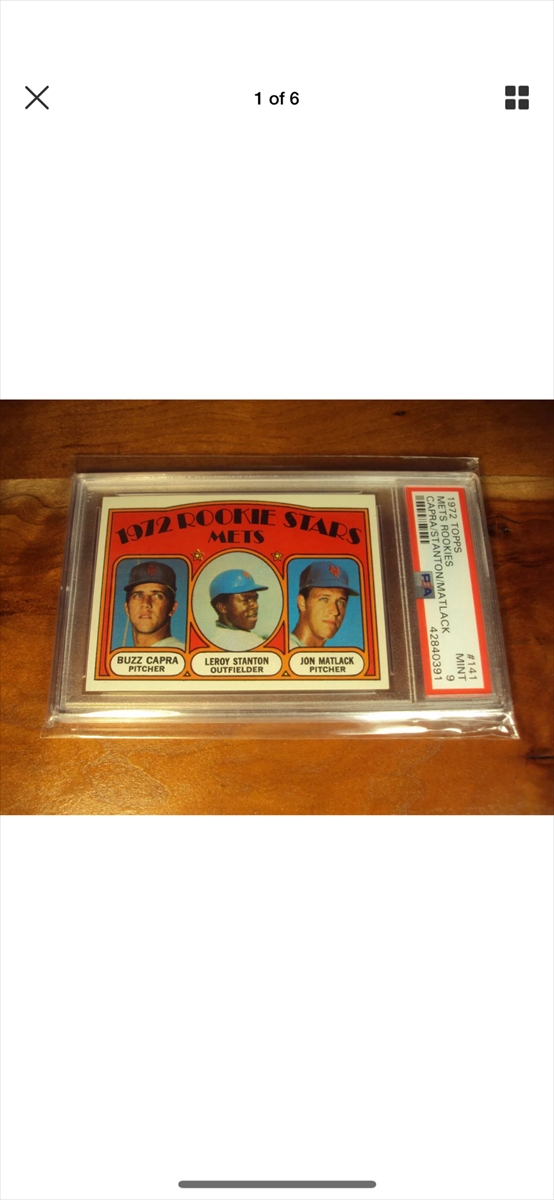 1 of 6
1972 ROOKIE STARS
METS
BUZZ CAPRA
PITCHER
LEROY STANTON
OUTFIELDER
JON MATLACK
PITCHER
1972 TOPPS #141
METS ROOKIES MINT
CAPRA/STANTON/MATLACK 9
PSA 42840391